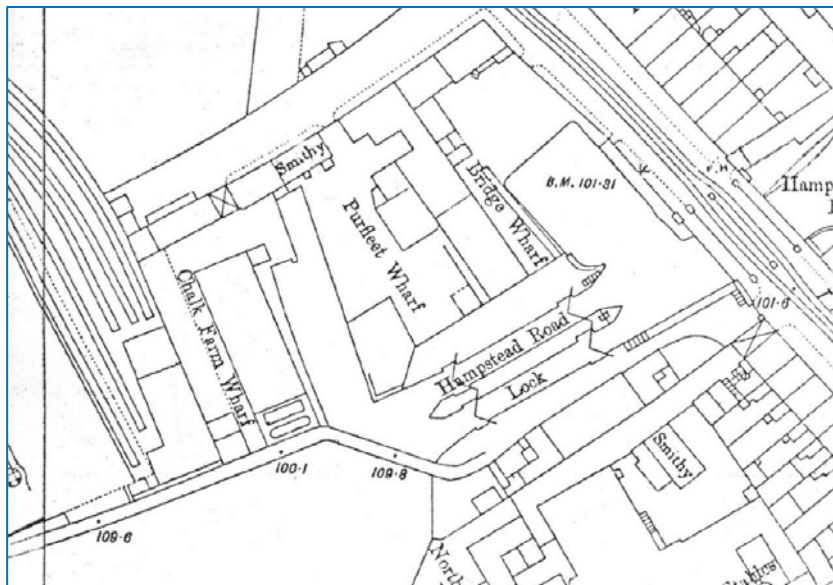 Smithy
Purfleet Wharf
Bridge Wharf
B.M. 101·31
F.H
Hamp
101·6
Chalk Farm Wharf
Hampstead Road
Lock
100·1
109·8
109·6
Smithy
North
Stables